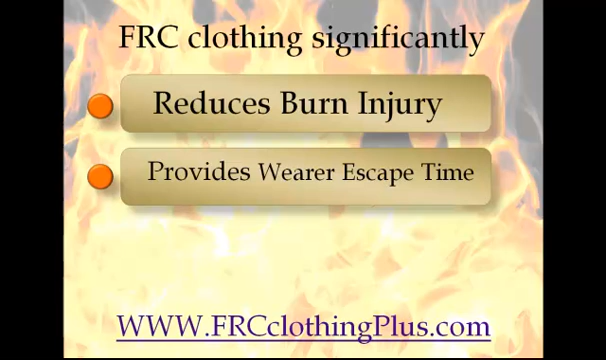 FRC clothing significantly
Reduces Burn Injury
Provides Wearer Escape Time
WWW.FRCclothingPlus.com